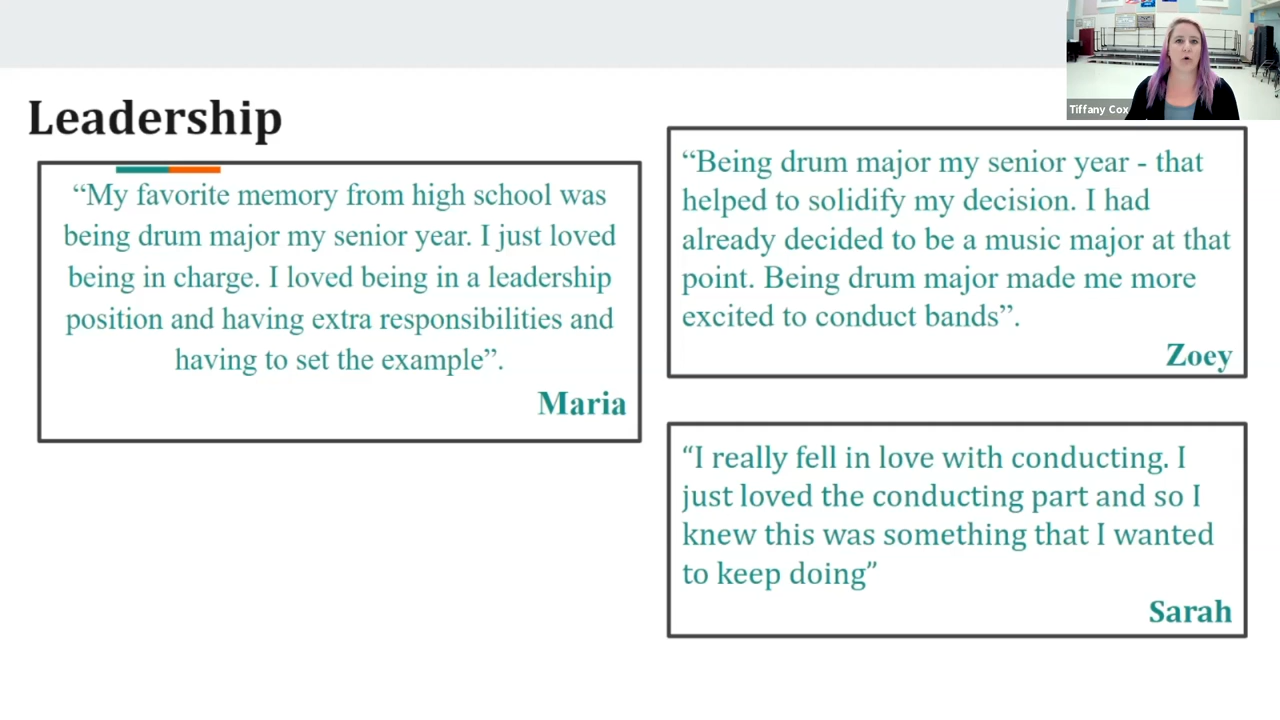 Tiffany Cox
Leadership
“My favorite memory from high school was
being drum major my senior year. I just loved
being in charge. I loved being in a leadership
position and having extra responsibilities and
having to set the example”.
Maria
“Being drum major my senior year - that
helped to solidify my decision. I had
already decided to be a music major at that
point. Being drum major made me more
excited to conduct bands”.
Zoey
“I really fell in love with conducting. I
just loved the conducting part and so I
knew this was something that I wanted
to keep doing”
Sarah